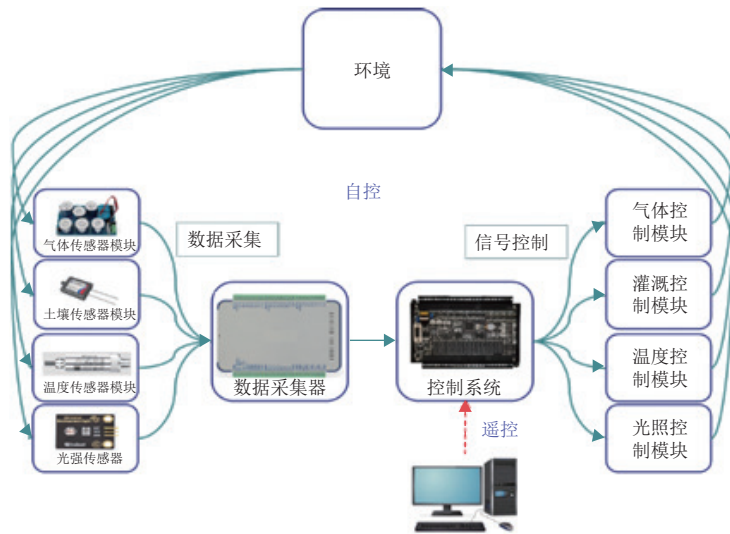 环境
自控
气体传感器模块
数据采集
信号控制
气体控
制模块
土壤传感器模块
灌溉控
制模块
温度传感器模块
数据采集器
控制系统
温度控
制模块
光强传感器
遥控
光照控
制模块